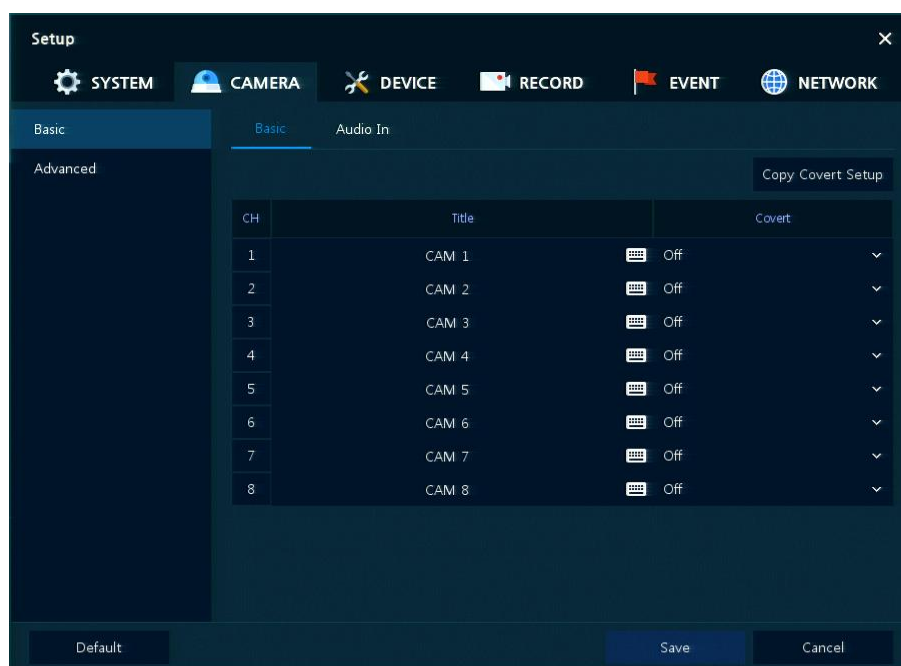 Setup
SYSTEM CAMERA DEVICE RECORD EVENT NETWORK
Basic Basic Audio In
Advanced
Copy Covert Setup
CH Title Covert
1 CAM 1 Off
2 CAM 2 Off
3 CAM 3 Off
4 CAM 4 Off
5 CAM 5 Off
6 CAM 6 Off
7 CAM 7 Off
8 CAM 8 Off
Default Save Cancel